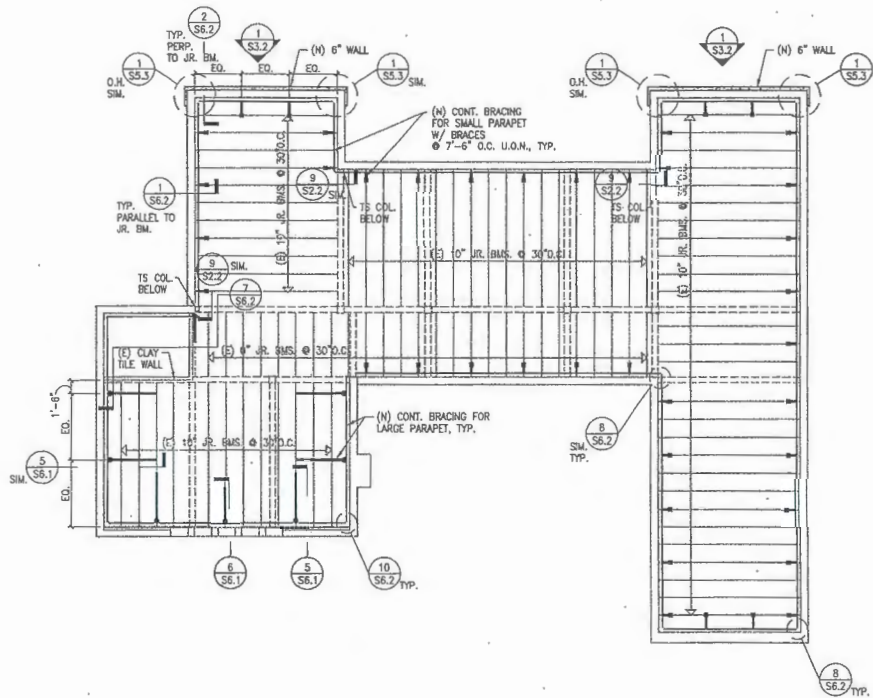 2
S6.2
TYP.
PERP.
TO JR. BM.
1
S3.2
(N) 6" WALL
EQ.
EQ.
EQ.
1
S5.3
O.H.
SIM.
1
S5.3
SIM.
1
S3.2
(N) 6" WALL
1
S5.3
O.H.
SIM.
1
S5.3
(N) CONT. BRACING
FOR SMALL PARAPET
W/ BRACES
@ 7'-6" O.C. U.O.N., TYP.
(E) 10" JR. BMS. @ 30"O.C.
1
S6.2
TYP.
PARALLEL TO
JR. BM.
9
S2.2
SIM.
TS COL.
BELOW
9
S2.2
TS COL.
BELOW
(E) 10" JR. BMS. @ 30"O.C.
(E) 10" JR. BMS. @ 30"O.C.
9
S2.2
SIM.
TS COL.
BELOW
7
S6.2
(E) CLAY
TILE WALL
(E) 8" JR. BMS. @ 30"O.C.
1'-6"
EQ.
EQ.
(E) 10" JR. BMS. @ 30"O.C.
(N) CONT. BRACING FOR
LARGE PARAPET, TYP.
8
S6.2
SIM.
TYP.
SIM.
5
S6.1
6
S6.1
5
S6.1
10
S6.2
TYP.
8
S6.2
TYP.